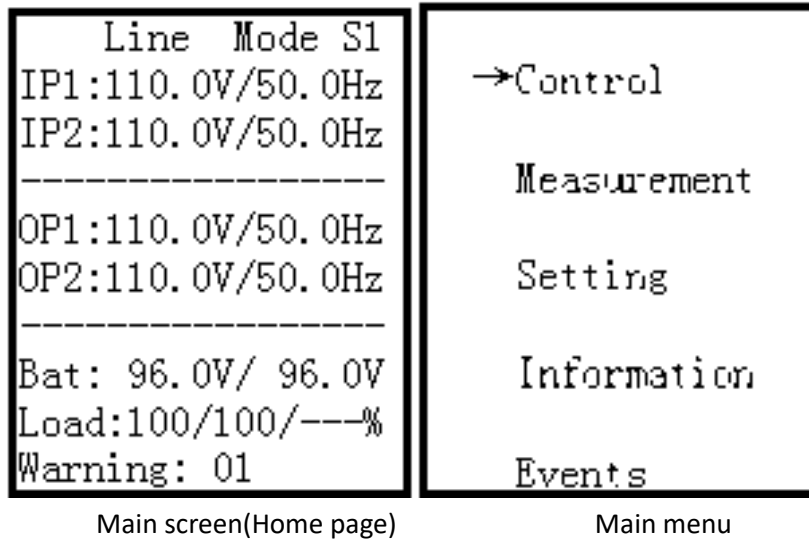 Line Mode S1
IP1:110.0V/50.0Hz
IP2:110.0V/50.0Hz
------------------
OP1:110.0V/50.0Hz
OP2:110.0V/50.0Hz
------------------
Bat: 96.0V/ 96.0V
Load:100/100/---%
Warning: 01
Main screen(Home page)
→Control
Measurement
Setting
Information
Events
Main menu